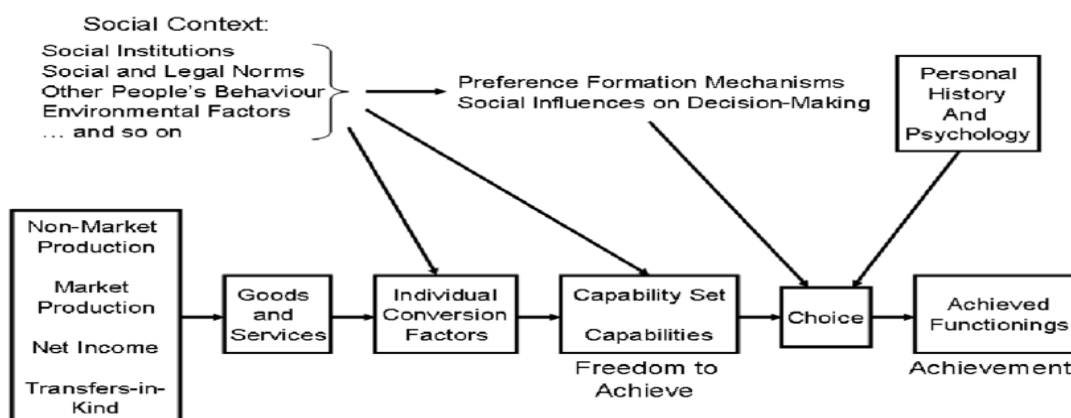 Social Context:
Social Institutions
Social and Legal Norms
Other People's Behaviour
Environmental Factors
... and so on
Preference Formation Mechanisms
Social Influences on Decision-Making
Personal
History
And
Psychology
Non-Market
Production
Market
Production
Net Income
Transfers-in-
Kind
Goods
and
Services
Individual
Conversion
Factors
Capability Set
Capabilities
Freedom to
Achieve
Choice
Achieved
Functionings
Achievement